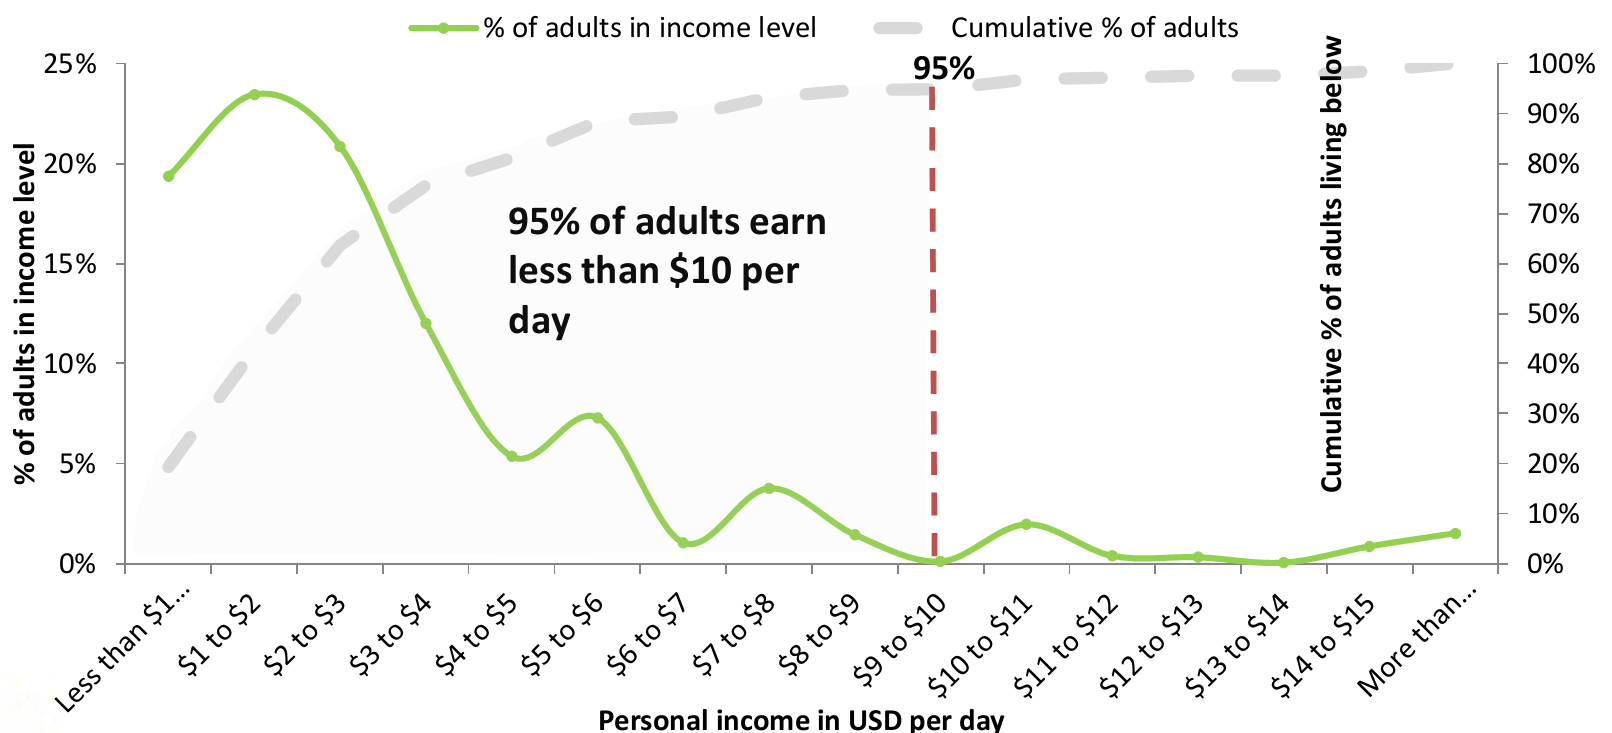 % of adults in income level
Cumulative % of adults
25%
20%
15%
10%
5%
0%
% of adults in income level
95%
95% of adults earn
less than $10 per
day
100%
90%
80%
70%
60%
50%
40%
30%
20%
10%
0%
Cumulative % of adults living below
Less than $1...
$1 to $2
$2 to $3
$3 to $4
$4 to $5
$5 to $6
$6 to $7
$7 to $8
$8 to $9
$9 to $10
$10 to $11
$11 to $12
$12 to $13
$13 to $14
$14 to $15
More than...
Personal income in USD per day